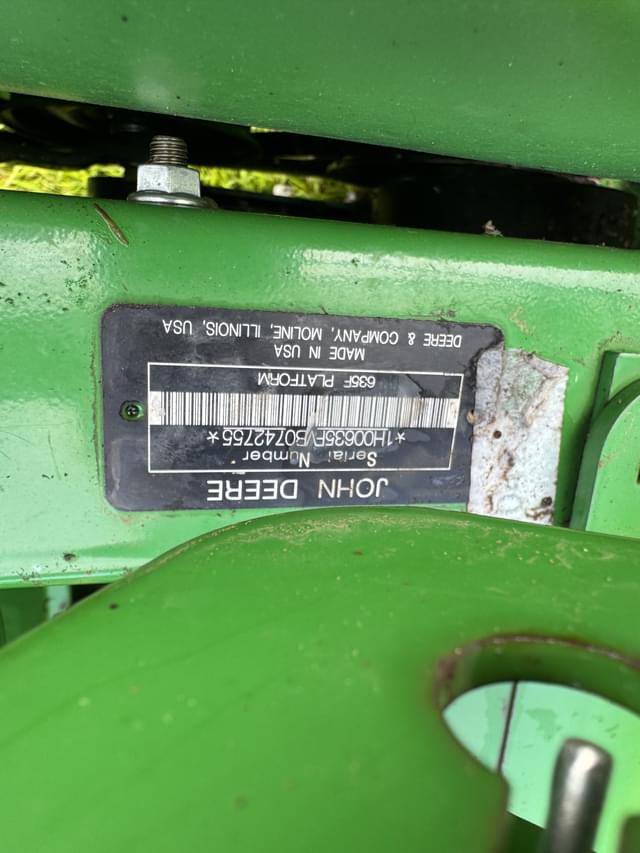 JOHN DEERE
Serial Number
*1H00635FVB0742755*
635F PLATFORM
MADE IN USA
DEERE & COMPANY, MOLINE, ILLINOIS, USA